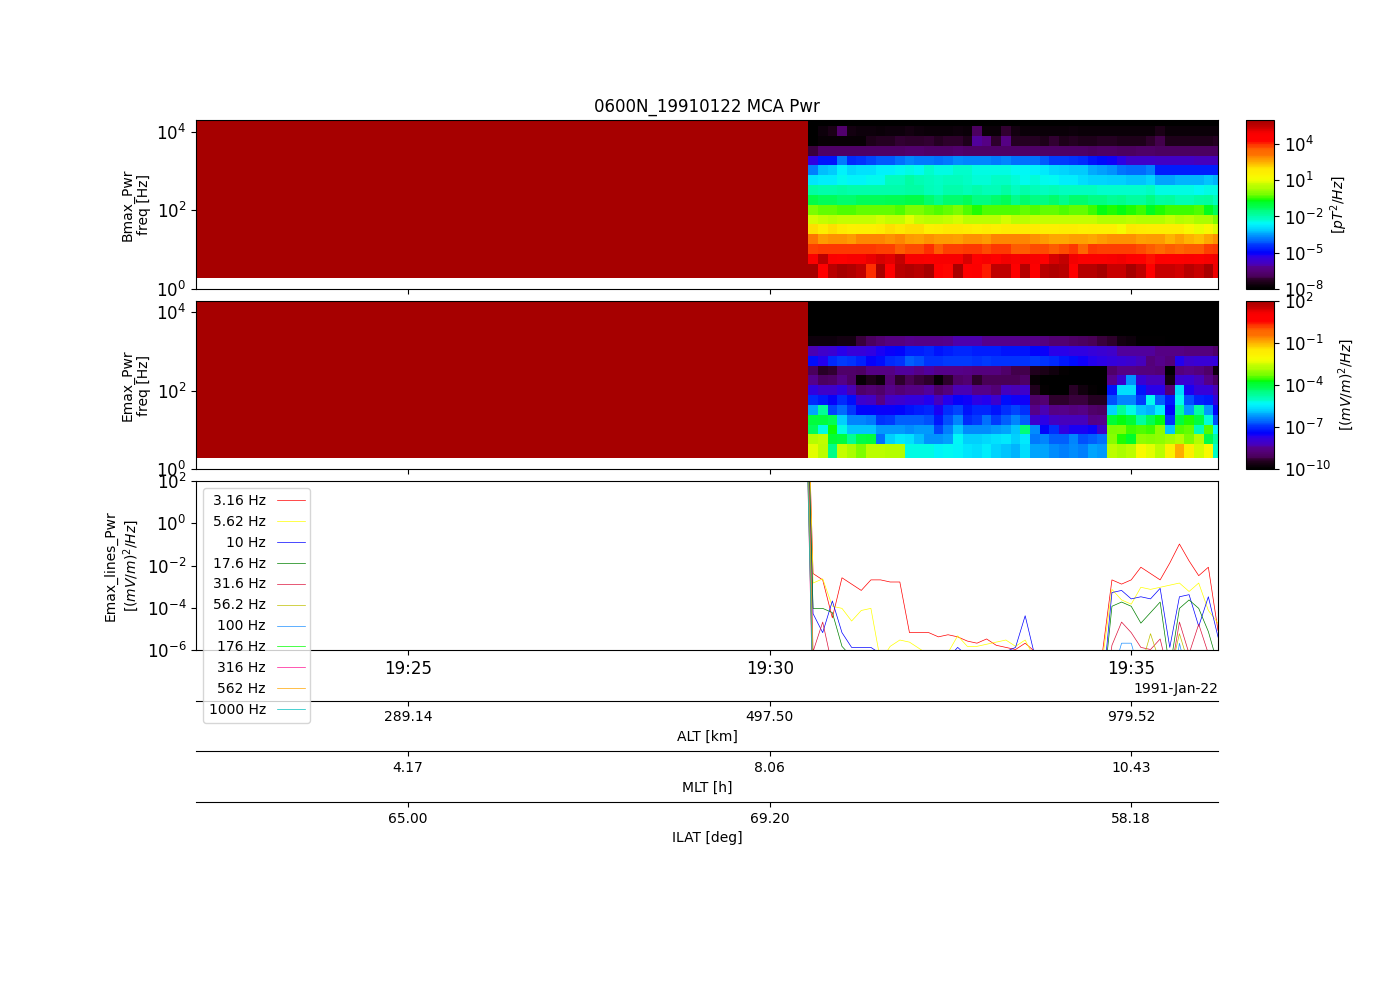 0600N_19910122 MCA Pwr
Bmax_Pwr
freq [Hz]
10^4
10^2
10^0
10^4
10^1
10^-2
10^-5
10^-8
[pT^2/Hz]
Emax_Pwr
freq [Hz]
10^4
10^2
10^0
10^2
10^-1
10^-4
10^-7
10^-10
[(mV/m)^2/Hz]
Emax_lines_Pwr
[(mV/m)^2/Hz]
10^2
10^0
10^-2
10^-4
10^-6
3.16 Hz
5.62 Hz
10 Hz
17.6 Hz
31.6 Hz
56.2 Hz
100 Hz
176 Hz
316 Hz
562 Hz
1000 Hz
19:25 19:30 19:35
1991-Jan-22
289.14 497.50 979.52
ALT [km]
4.17 8.06 10.43
MLT [h]
65.00 69.20 58.18
ILAT [deg]